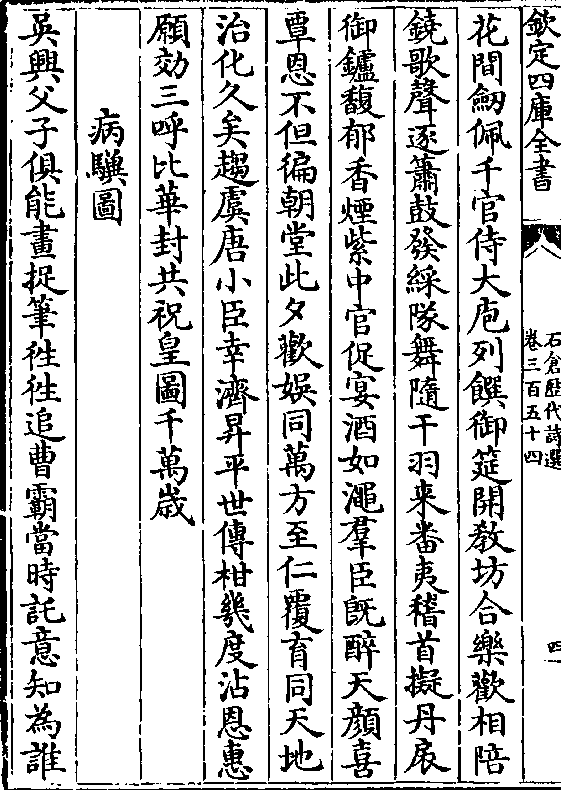 欽定四庫全書
石倉歴代詩選
卷三百五十四
四
花間劒佩千官侍大庖列饌御筵開教坊合樂歡相陪
鐃歌聲逐簫鼓發綵隊舞隨干羽來番夷稽首擬丹扆
御鑪馥郁香煙紫中官促宴酒如澠羣臣既醉天顔喜
覃恩不但徧朝堂此夕歡娱同萬方至仁覆育同天地
治化久矣趨虞唐小臣幸濟昇平世傳柑幾度沾恩惠
願効三呼比華封共祝皇圖千萬歳
病驥圖
吳興父子俱能畫捉筆徃徃追曹霸當時託意知為誰